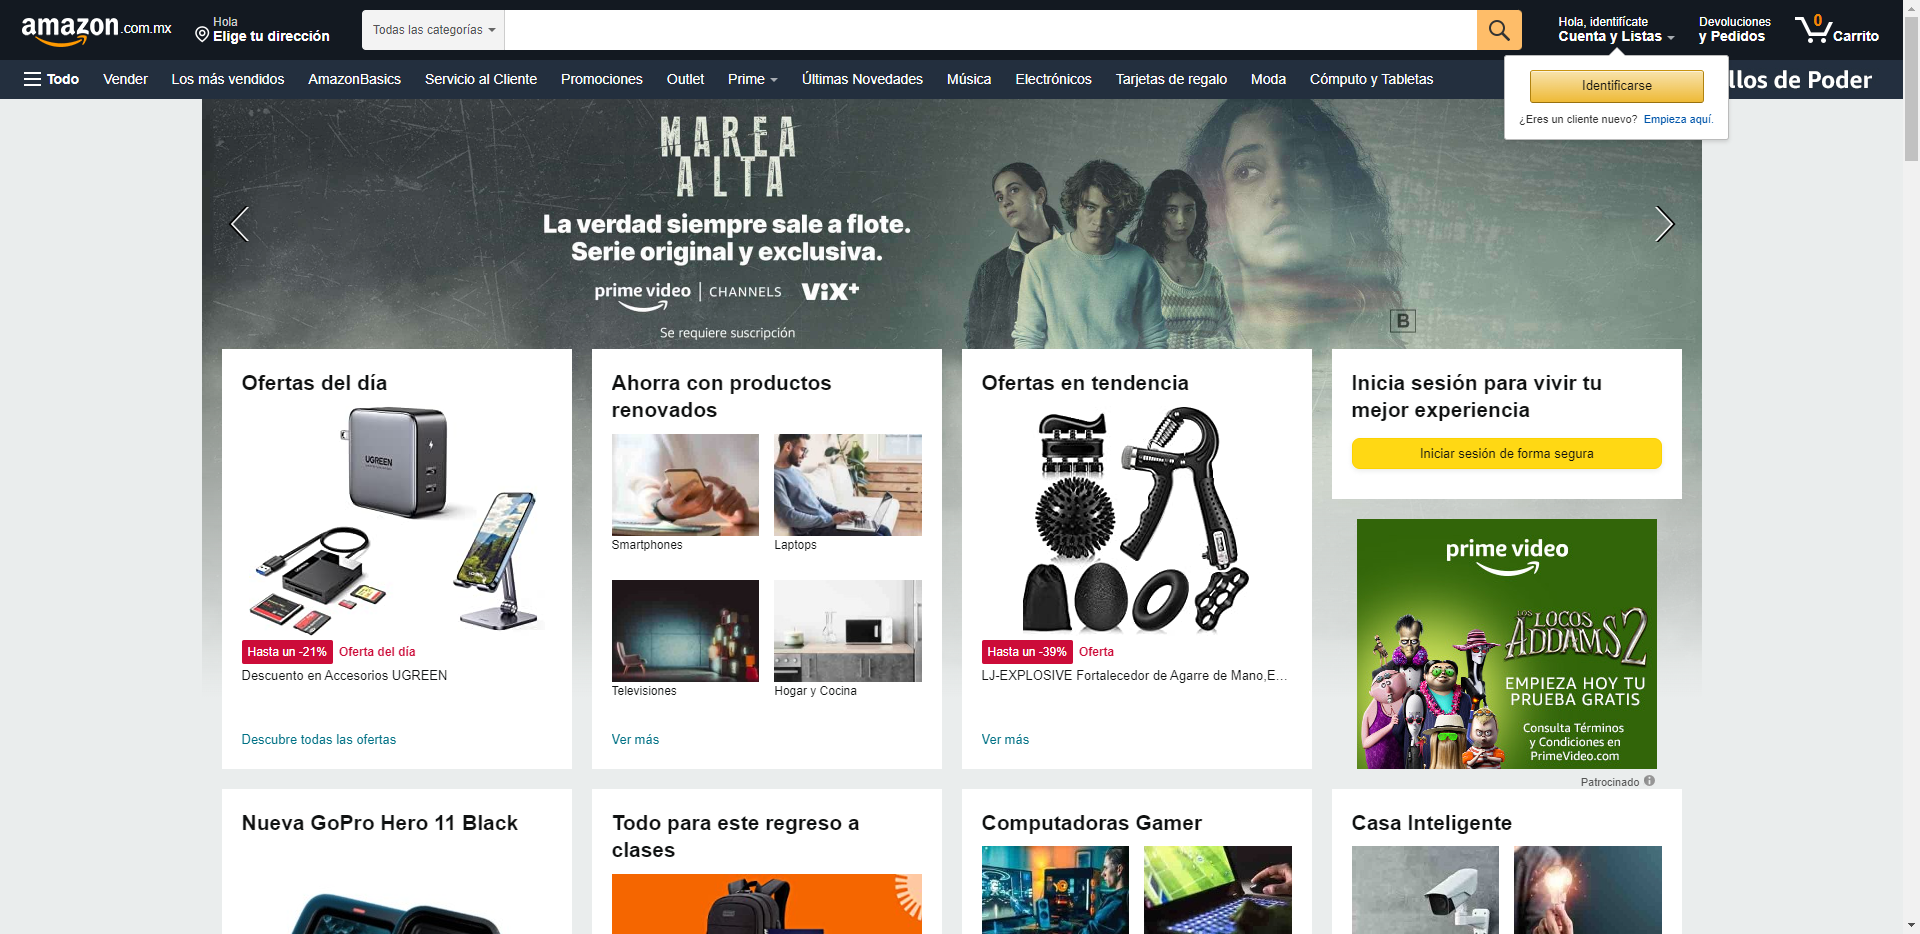 amazon.com.mx
Hola
Elige tu dirección
Todas las categorías
Hola, identifícate
Cuenta y Listas
Devoluciones
y Pedidos
0
Carrito
Todo
Vender
Los más vendidos
AmazonBasics
Servicio al Cliente
Promociones
Outlet
Prime
Últimas Novedades
Música
Electrónicos
Tarjetas de regalo
Moda
Cómputo y Tabletas
llos de Poder
Identificarse
¿Eres un cliente nuevo? Empieza aquí.
MAREA
ALTA
La verdad siempre sale a flote.
Serie original y exclusiva.
prime video | CHANNELS ViX+
Se requiere suscripción
B
Ofertas del día
UGREEN
Hasta un -21% Oferta del día
Descuento en Accesorios UGREEN
Descubre todas las ofertas
Ahorra con productos
renovados
Smartphones
Laptops
Televisiones
Hogar y Cocina
Ver más
Ofertas en tendencia
Hasta un -39% Oferta
LJ-EXPLOSIVE Fortalecedor de Agarre de Mano,E...
Ver más
Inicia sesión para vivir tu
mejor experiencia
Iniciar sesión de forma segura
prime video
LOS
LOCOS
ADDAMS 2
EMPIEZA HOY TU
PRUEBA GRATIS
Consulta Términos
y Condiciones en
PrimeVideo.com
Patrocinado
Nueva GoPro Hero 11 Black
Todo para este regreso a
clases
Computadoras Gamer
Casa Inteligente